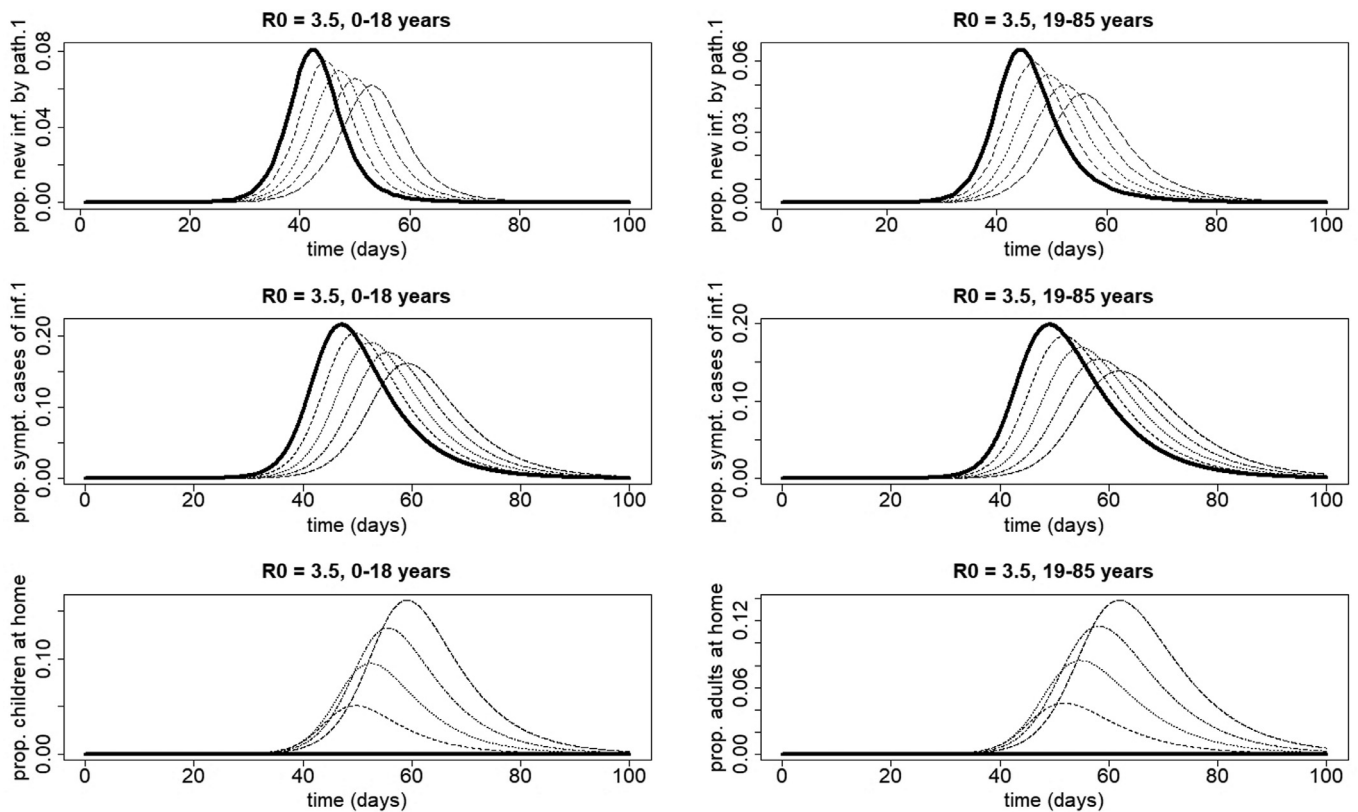 R0 = 3.5, 0-18 years
prop. new inf. by path.1
0.00
0.04
0.08
0 20 40 60 80 100
time (days)
R0 = 3.5, 19-85 years
prop. new inf. by path.1
0.00
0.03
0.06
0 20 40 60 80 100
time (days)
R0 = 3.5, 0-18 years
prop. sympt. cases of inf.1
0.00
0.10
0.20
0 20 40 60 80 100
time (days)
R0 = 3.5, 19-85 years
prop. sympt. cases of inf.1
0.00
0.10
0.20
0 20 40 60 80 100
time (days)
R0 = 3.5, 0-18 years
prop. children at home
0.00
0.10
0 20 40 60 80 100
time (days)
R0 = 3.5, 19-85 years
prop. adults at home
0.00
0.06
0.12
0 20 40 60 80 100
time (days)